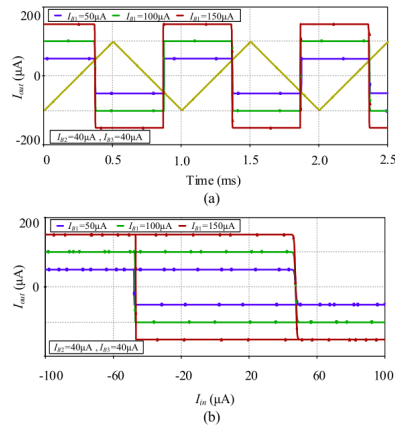 I_B1=50μA I_B1=100μA I_B1=150μA
200
0
-200
I_out (μA)
I_B2=40μA , I_B3=40μA
0 0.5 1.0 1.5 2.0 2.5
Time (ms)
(a)
200
I_B1=50μA I_B1=100μA I_B1=150μA
0
I_out (μA)
I_B2=40μA , I_B3=40μA
-100 -60 -20 20 60 100
I_in (μA)
(b)